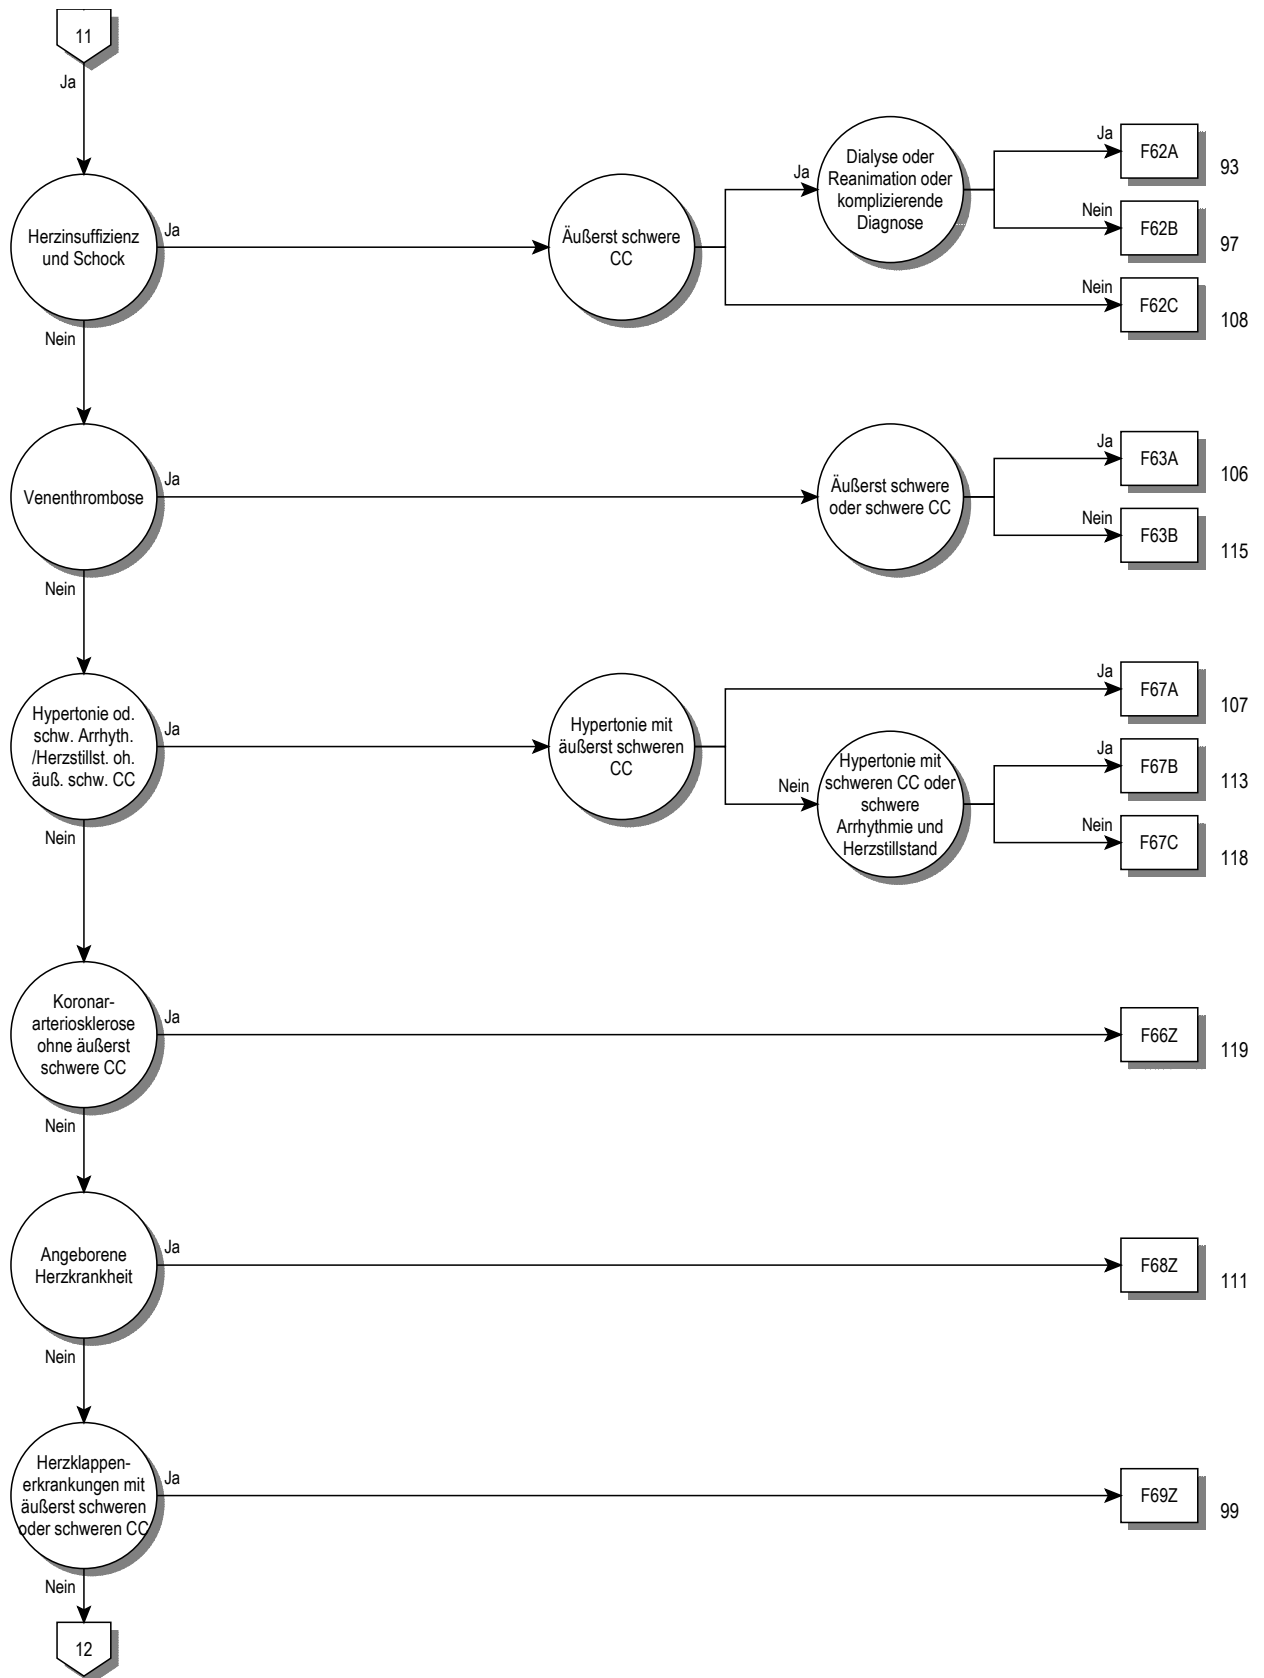 11
Ja
Herzinsuffizienz
und Schock
Ja
Äußerst schwere
CC
Ja
Dialyse oder
Reanimation oder
komplizierende
Diagnose
Ja
F62A
93
Nein
F62B
97
Nein
F62C
108
Nein
Venenthrombose
Ja
Äußerst schwere
oder schwere CC
Ja
F63A
106
Nein
F63B
115
Nein
Hypertonie od.
schw. Arrhyth.
/Herzstillst. oh.
äuß. schw. CC
Ja
Hypertonie mit
äußerst schweren
CC
Ja
F67A
107
Nein
Hypertonie mit
schweren CC oder
schwere
Arrhythmie und
Herzstillstand
Ja
F67B
113
Nein
F67C
118
Nein
Koronar-
arteriosklerose
ohne äußerst
schwere CC
Ja
F66Z
119
Nein
Angeborene
Herzkrankheit
Ja
F68Z
111
Nein
Herzklappen-
erkrankungen mit
äußerst schweren
oder schweren CC
Ja
F69Z
99
Nein
12